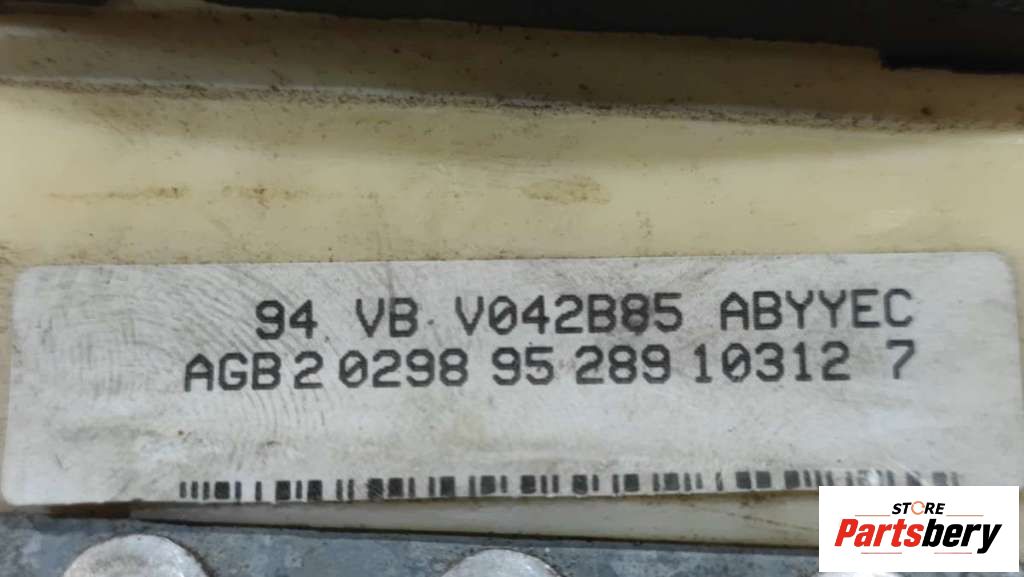 94 VB V042B85 ABYYEC
AGB2 0298 95 289 10312 7
STORE
Partsbery